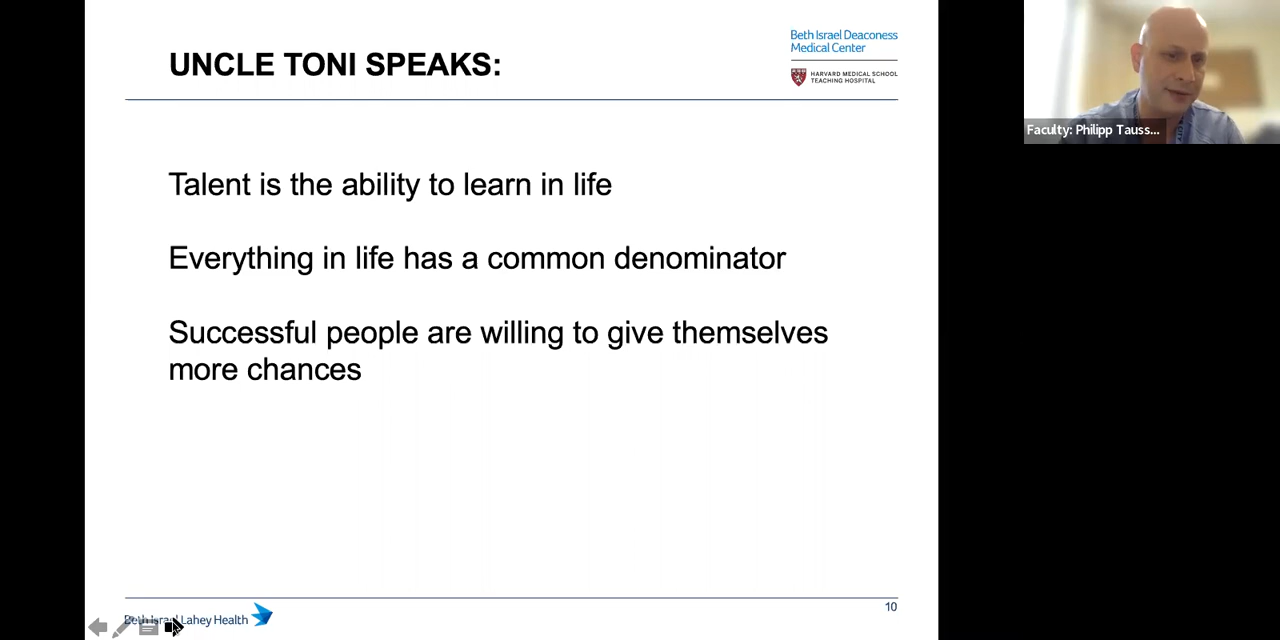 UNCLE TONI SPEAKS:
Beth Israel Deaconess
Medical Center
HARVARD MEDICAL SCHOOL
TEACHING HOSPITAL
Faculty: Philipp Tauss...
Talent is the ability to learn in life
Everything in life has a common denominator
Successful people are willing to give themselves
more chances
Beth Israel Lahey Health
10